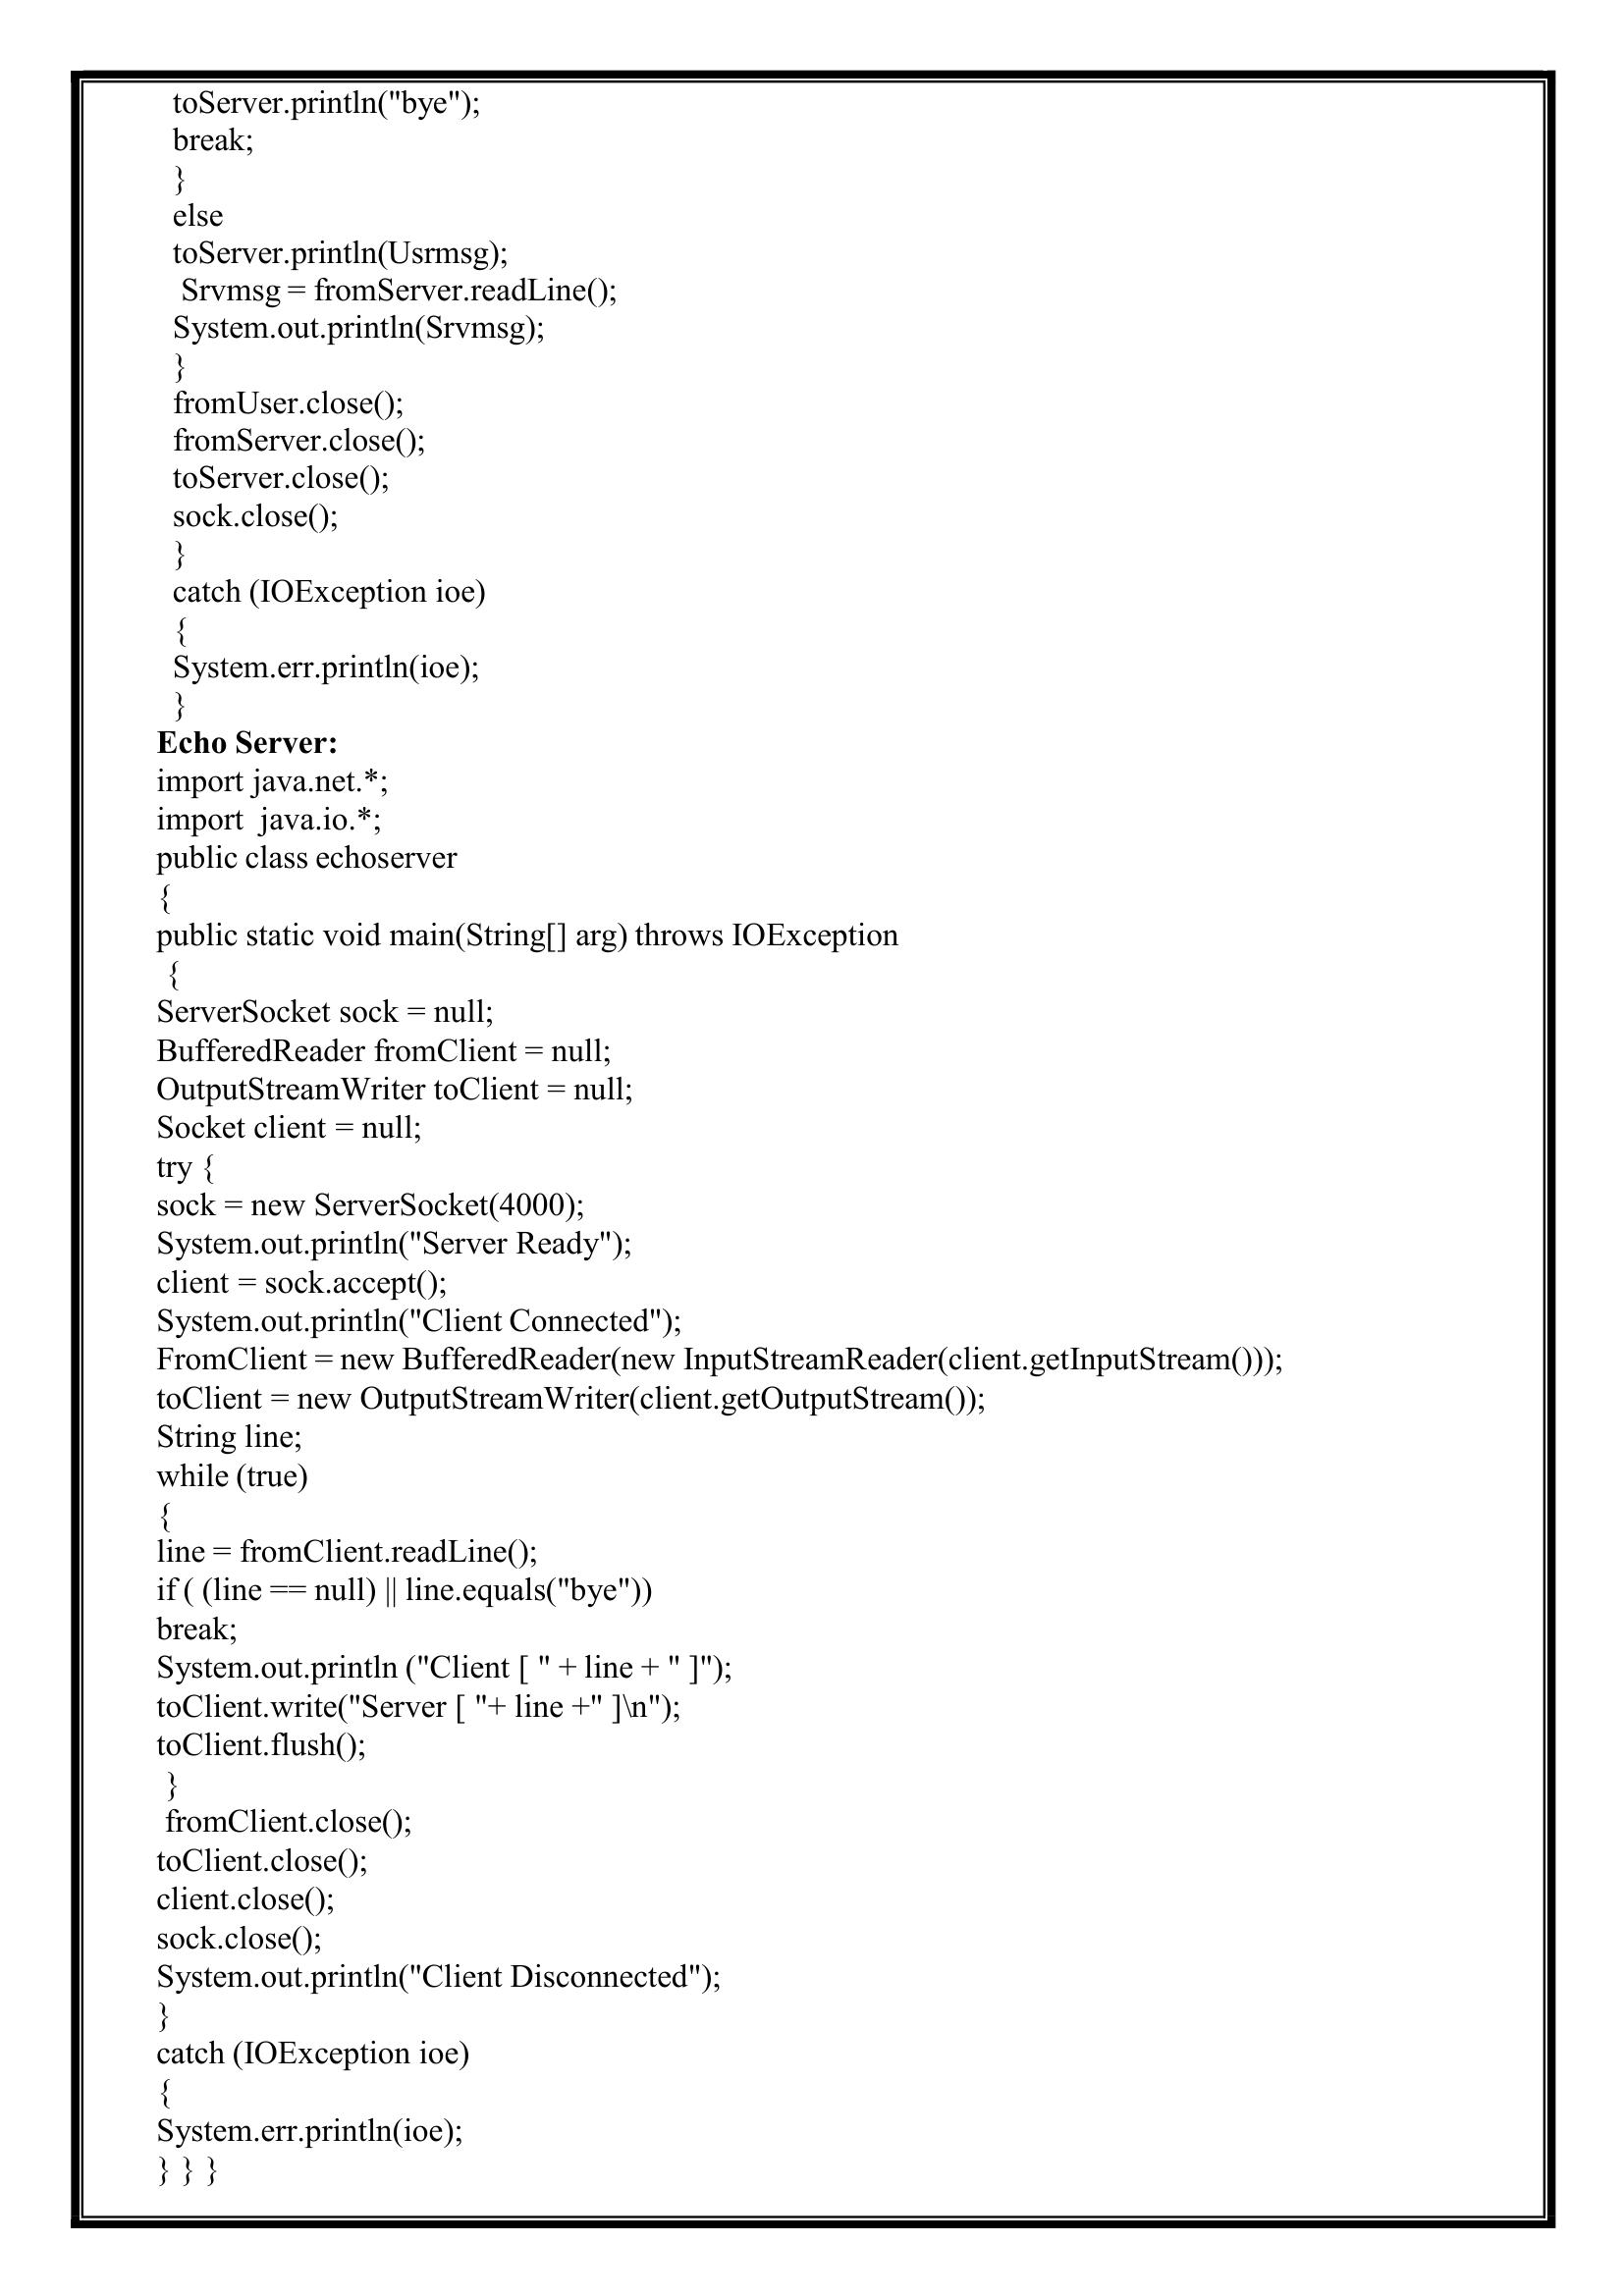 toServer.println("bye");
break;
}
else
toServer.println(Usrmsg);
Srvmsg = fromServer.readLine();
System.out.println(Srvmsg);
}
fromUser.close();
fromServer.close();
toServer.close();
sock.close();
}
catch (IOException ioe)
{
System.err.println(ioe);
}
Echo Server:
import java.net.*;
import java.io.*;
public class echoserver
{
public static void main(String[] arg) throws IOException
{
ServerSocket sock = null;
BufferedReader fromClient = null;
OutputStreamWriter toClient = null;
Socket client = null;
try {
sock = new ServerSocket(4000);
System.out.println("Server Ready");
client = sock.accept();
System.out.println("Client Connected");
FromClient = new BufferedReader(new InputStreamReader(client.getInputStream()));
toClient = new OutputStreamWriter(client.getOutputStream());
String line;
while (true)
{
line = fromClient.readLine();
if ( (line == null) || line.equals("bye"))
break;
System.out.println ("Client [ " + line + " ]");
toClient.write("Server [ "+ line +" ]\n");
toClient.flush();
}
fromClient.close();
toClient.close();
client.close();
sock.close();
System.out.println("Client Disconnected");
}
catch (IOException ioe)
{
System.err.println(ioe);
} } }